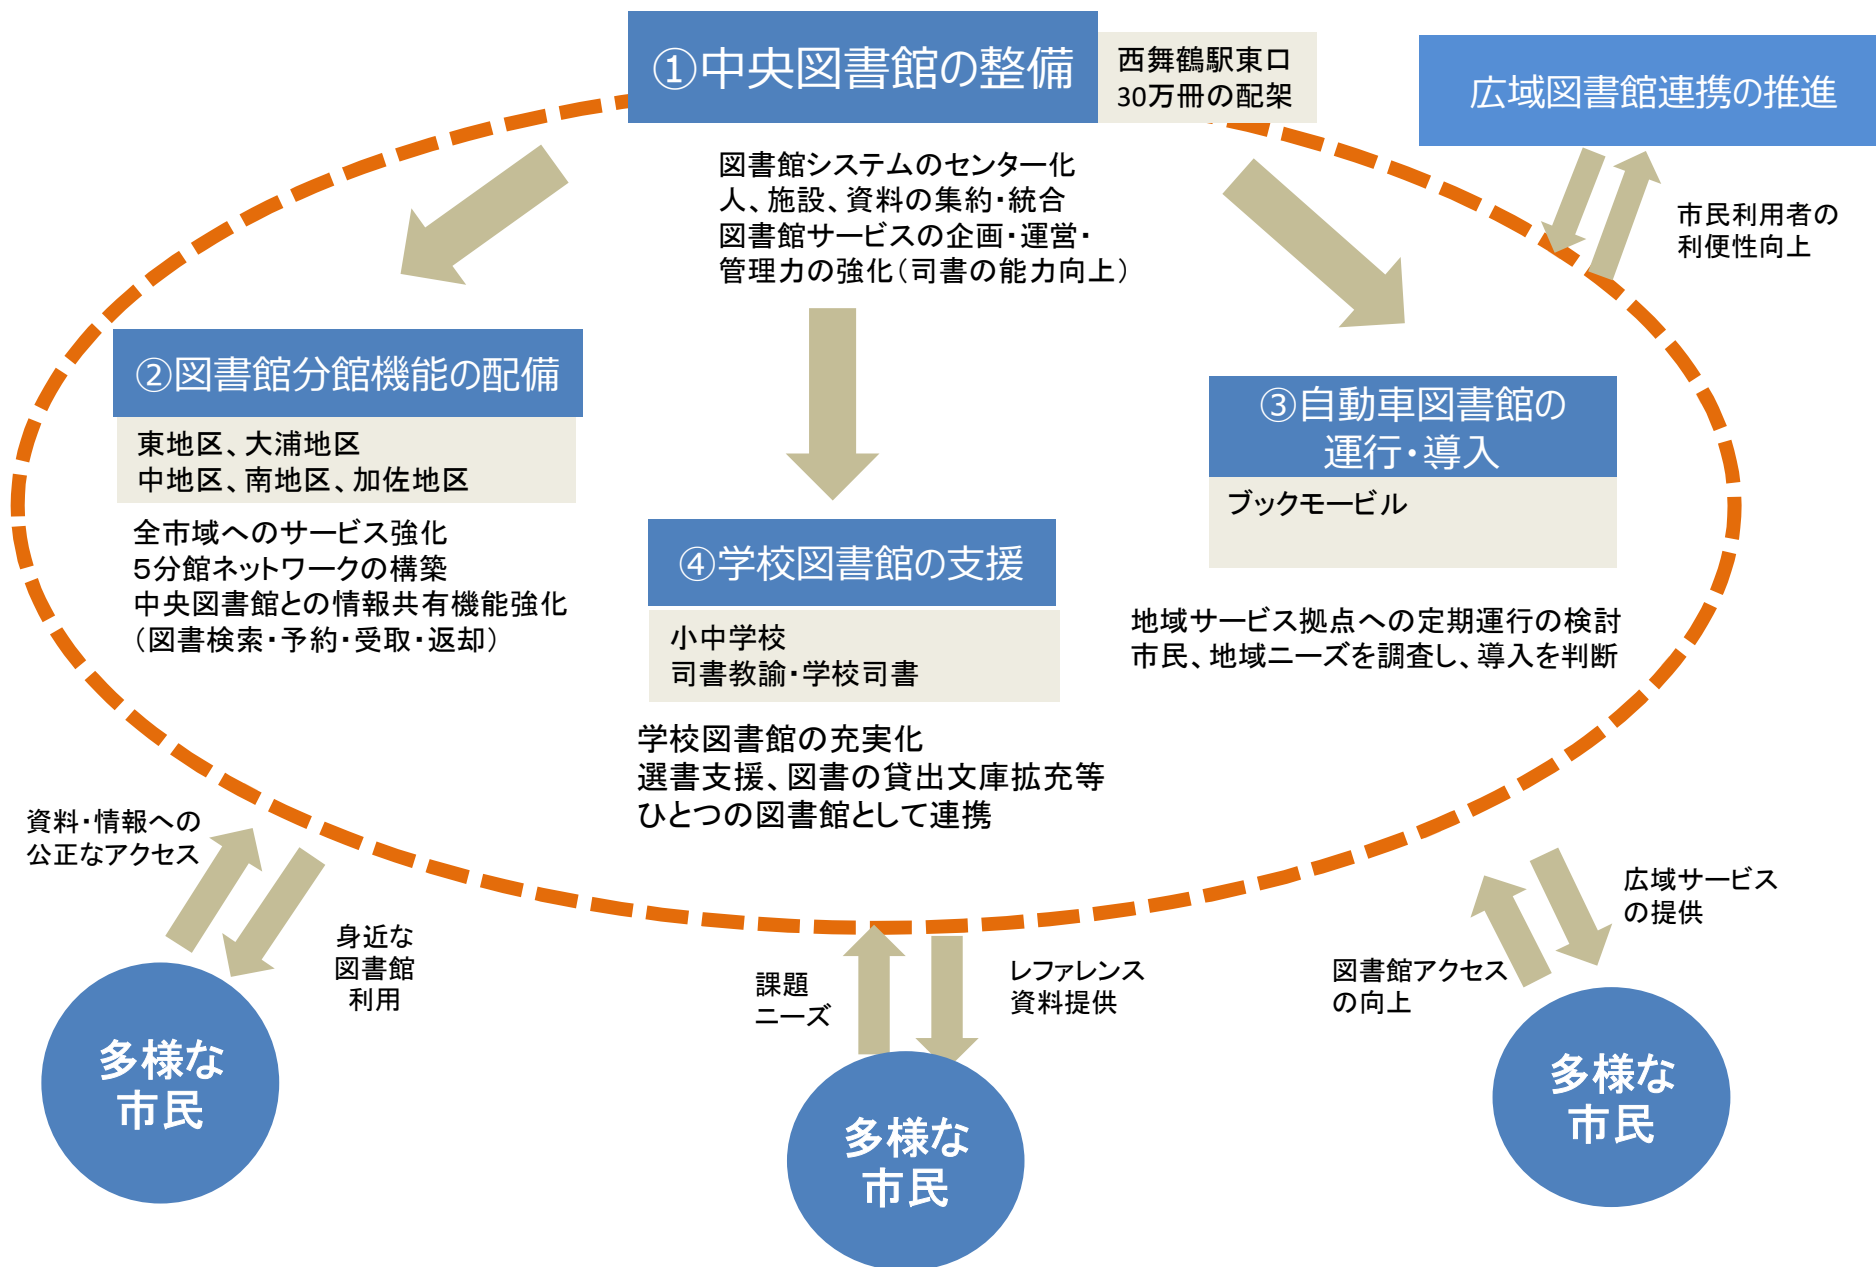 ①中央図書館の整備
西舞鶴駅東口
30万冊の配架
広域図書館連携の推進
図書館システムのセンター化
人、施設、資料の集約・統合
図書館サービスの企画・運営・
管理力の強化(司書の能力向上)
市民利用者の
利便性向上
②図書館分館機能の配備
東地区、大浦地区
中地区、南地区、加佐地区
全市域へのサービス強化
5分館ネットワークの構築
中央図書館との情報共有機能強化
(図書検索・予約・受取・返却)
③自動車図書館の
運行・導入
ブックモービル
地域サービス拠点への定期運行の検討
市民、地域ニーズを調査し、導入を判断
④学校図書館の支援
小中学校
司書教諭・学校司書
学校図書館の充実化
選書支援、図書の貸出文庫拡充等
ひとつの図書館として連携
資料・情報への
公正なアクセス
身近な
図書館
利用
課題
ニーズ
レファレンス
資料提供
図書館アクセス
の向上
広域サービス
の提供
多様な
市民
多様な
市民
多様な
市民